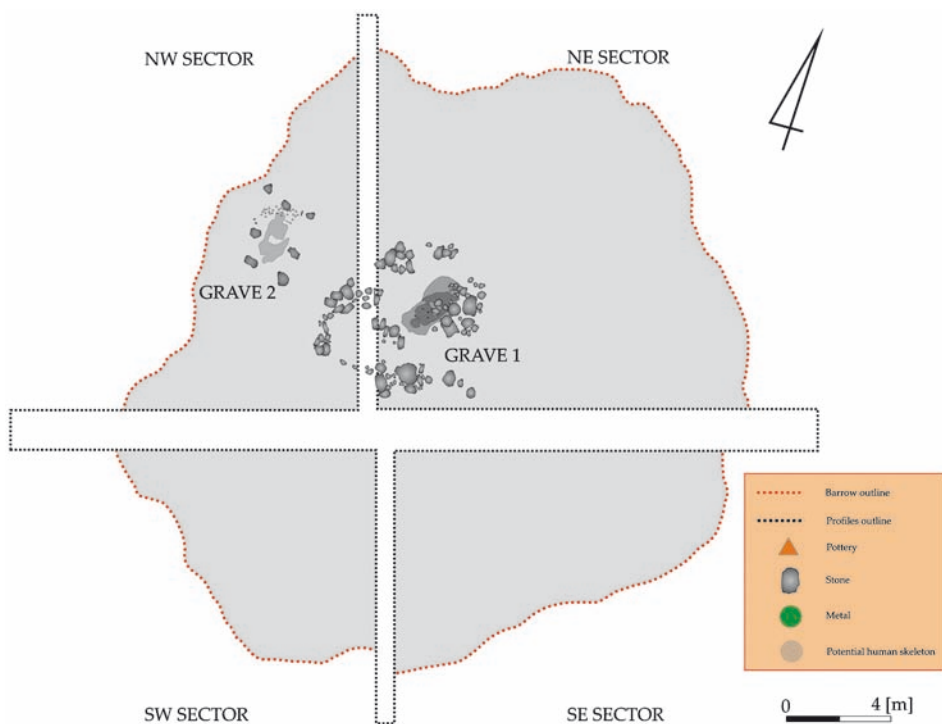 NW SECTOR
NE SECTOR
GRAVE 2
GRAVE 1
Barrow outline
Profiles outline
Pottery
Stone
Metal
Potential human skeleton
SW SECTOR
SE SECTOR
0 4 [m]